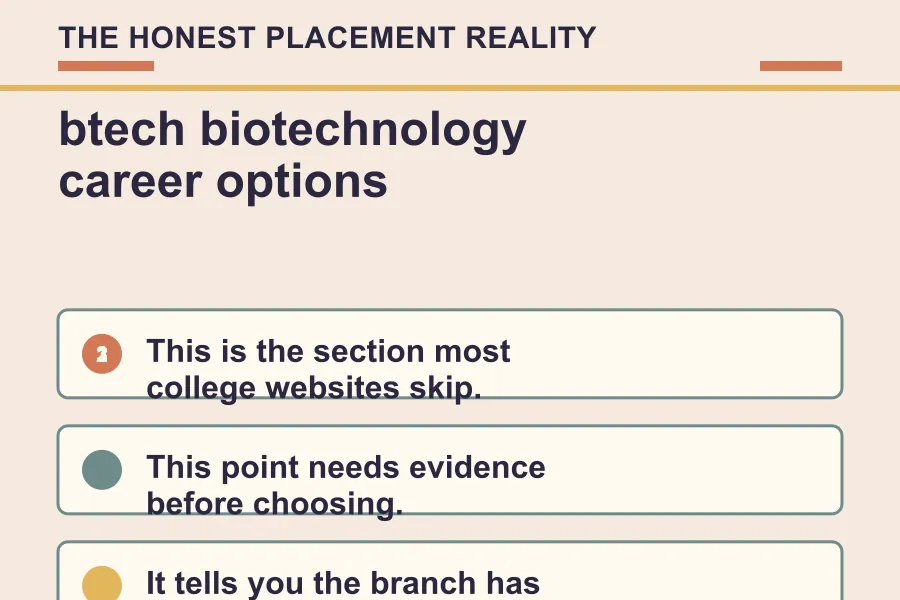 THE HONEST PLACEMENT REALITY
btech biotechnology
career options
This is the section most
college websites skip.
This point needs evidence
before choosing.
It tells you the branch has